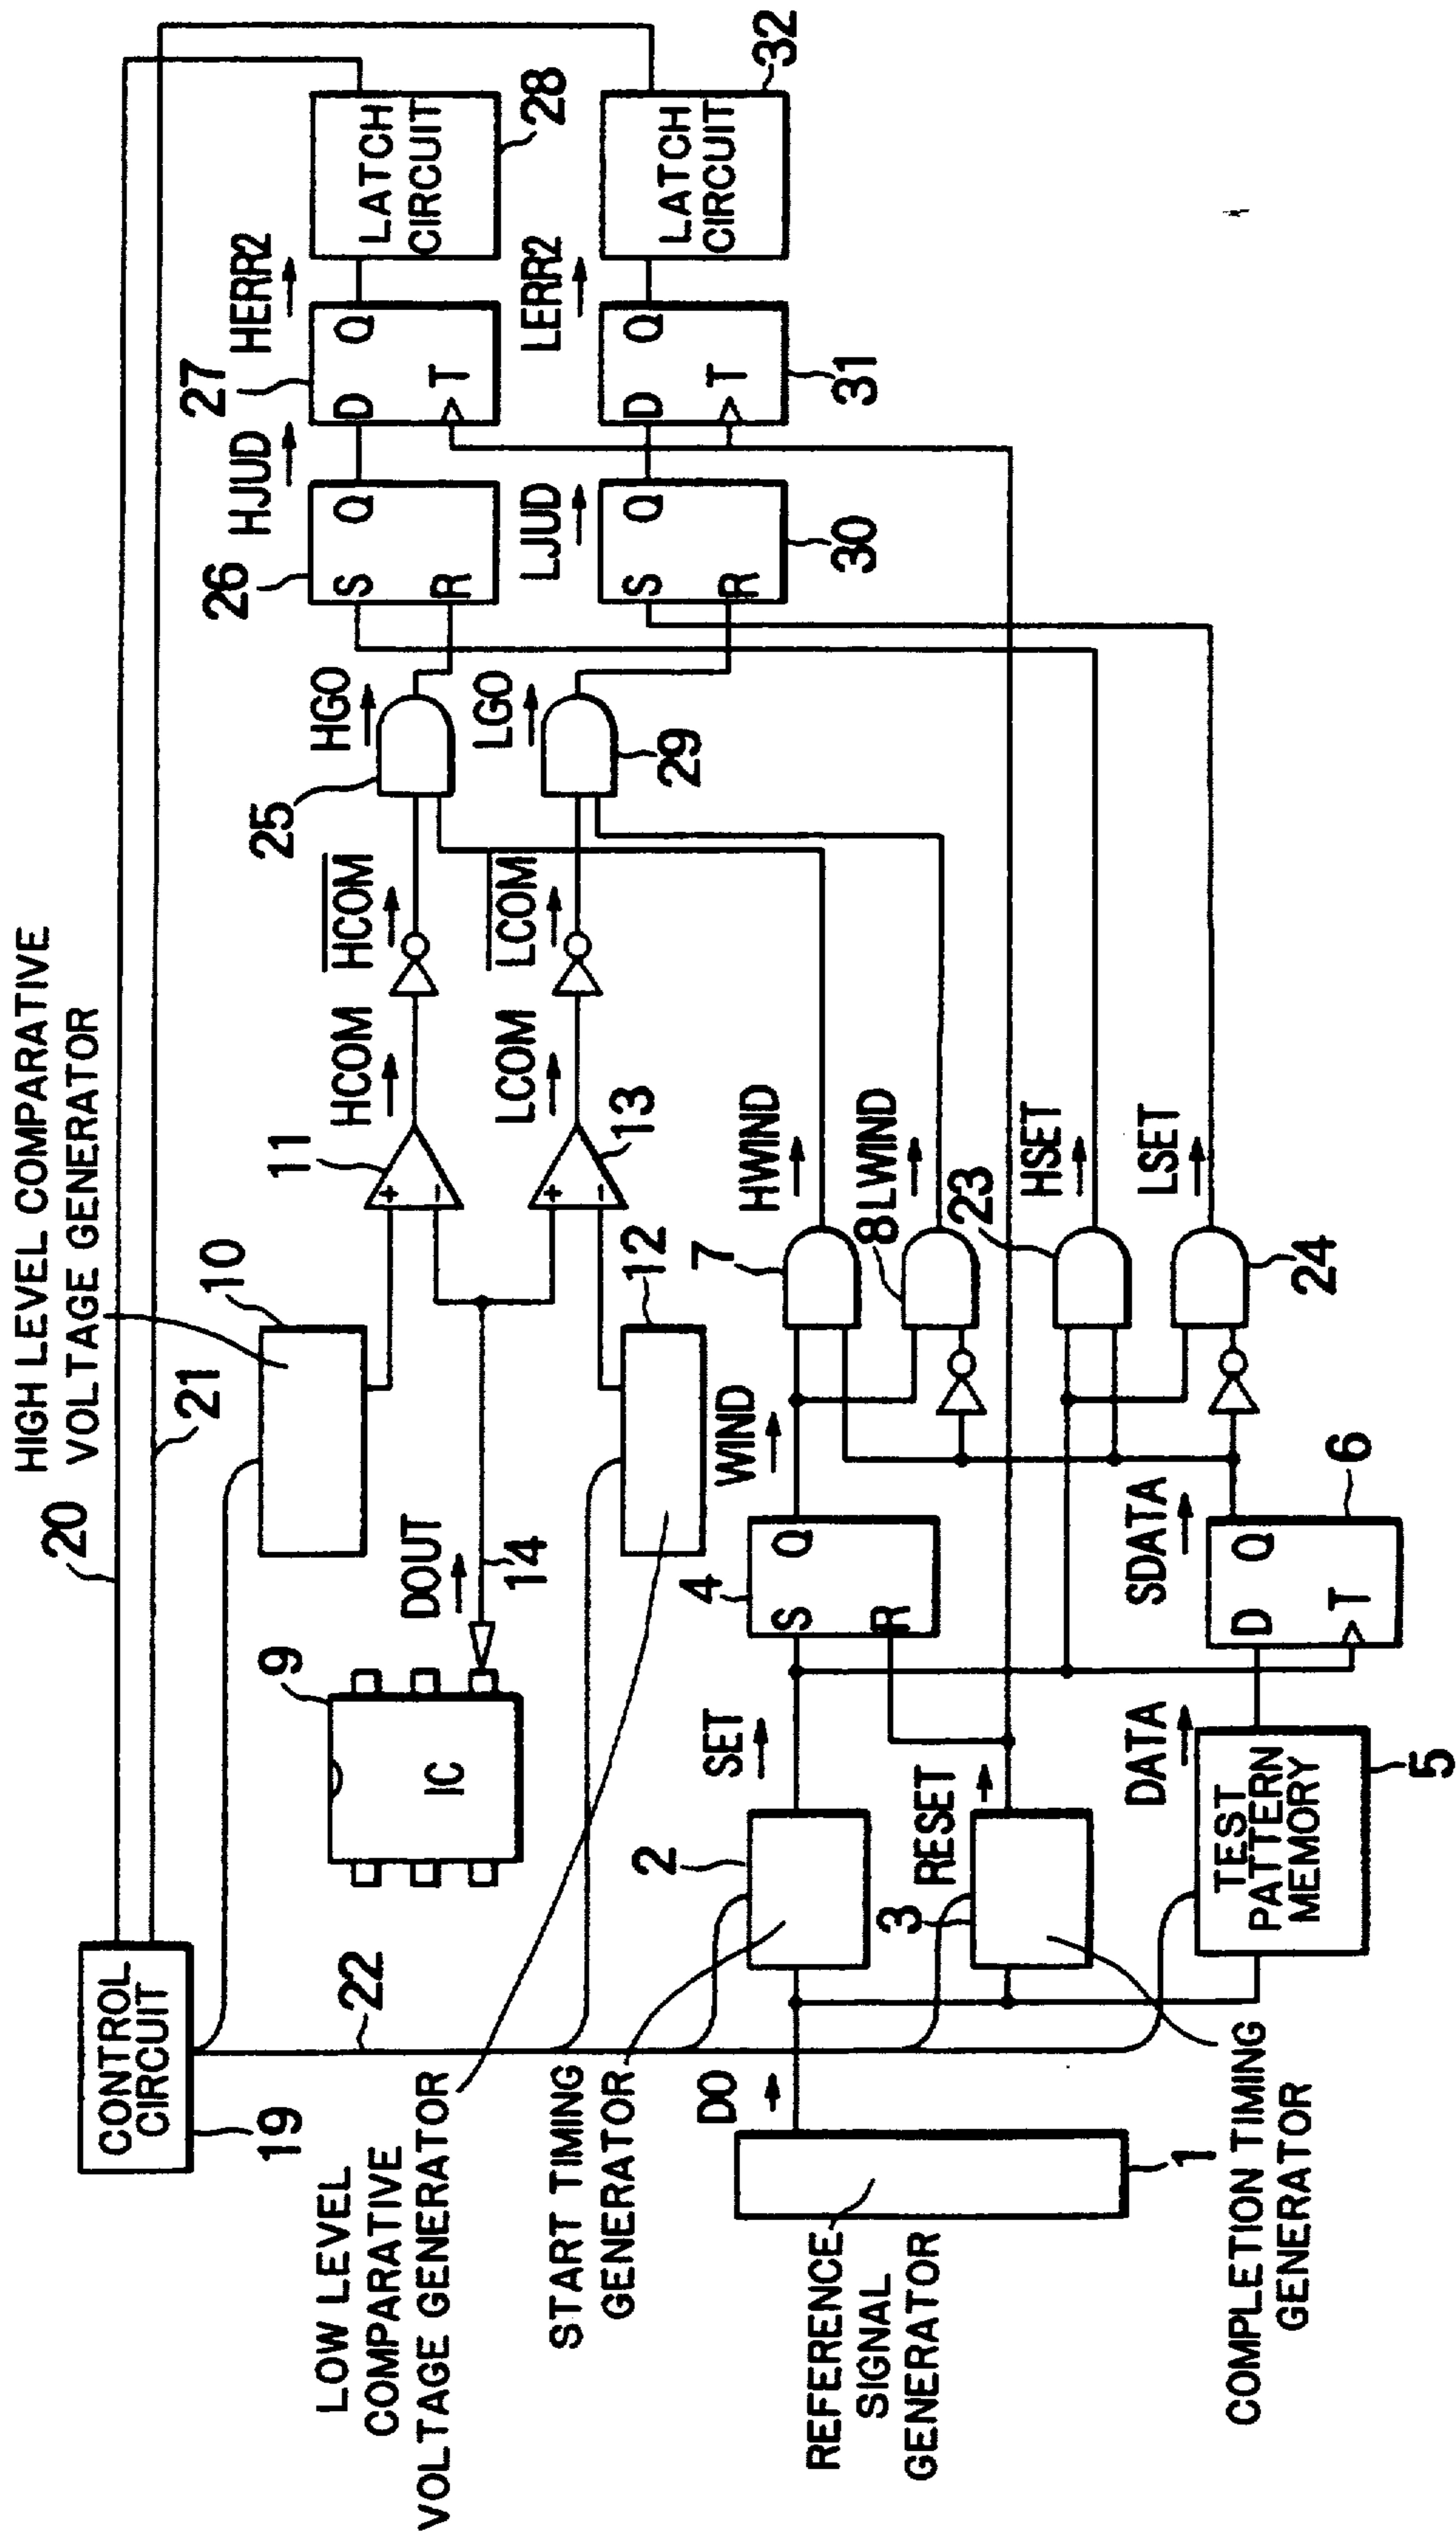 CONTROL
CIRCUIT
19
20
21
22
HIGH LEVEL COMPARATIVE
VOLTAGE GENERATOR
10
11
HCOM
HCOM
25
HGO
26
S
Q
R
HJUD
27
D
Q
T
HERR2
LATCH
CIRCUIT
28
9
IC
DOUT
14
+
-
+
-
12
13
LCOM
LCOM
LGO
29
S
Q
R
LJUD
30
D
Q
T
31
LERR2
LATCH
CIRCUIT
32
LOW LEVEL
COMPARATIVE
VOLTAGE GENERATOR
START TIMING
GENERATOR
2
SET
4
S
Q
R
WIND
7
HWIND
8
LWIND
REFERENCE
SIGNAL
GENERATOR
1
DO
3
RESET
23
HSET
24
LSET
COMPLETION TIMING
GENERATOR
TEST
PATTERN
MEMORY
5
DATA
D
Q
T
6
SDATA